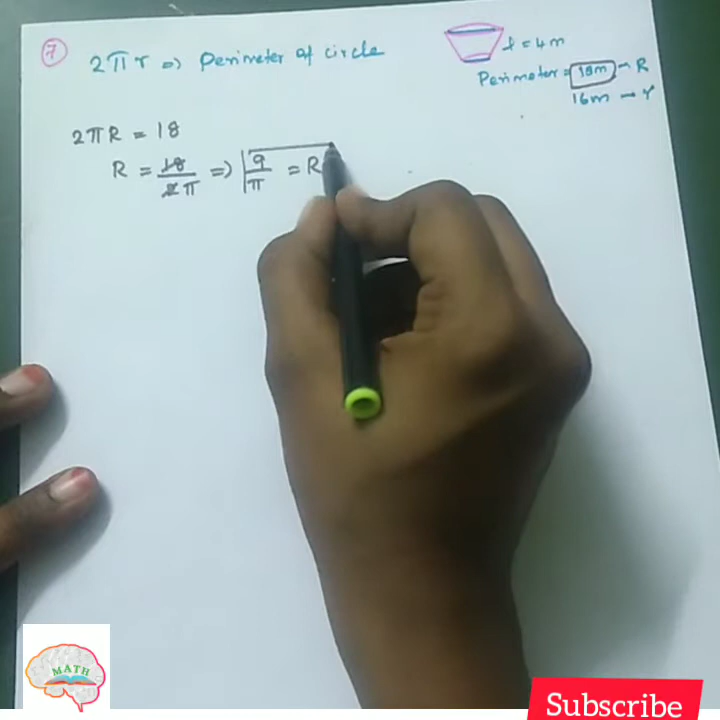 7 2πr => Perimeter of circle
l = 4m
Perimeter = 18m - R
16m - r
2πR = 18
R = 18/2π => 9/π = R
MATH
Subscribe